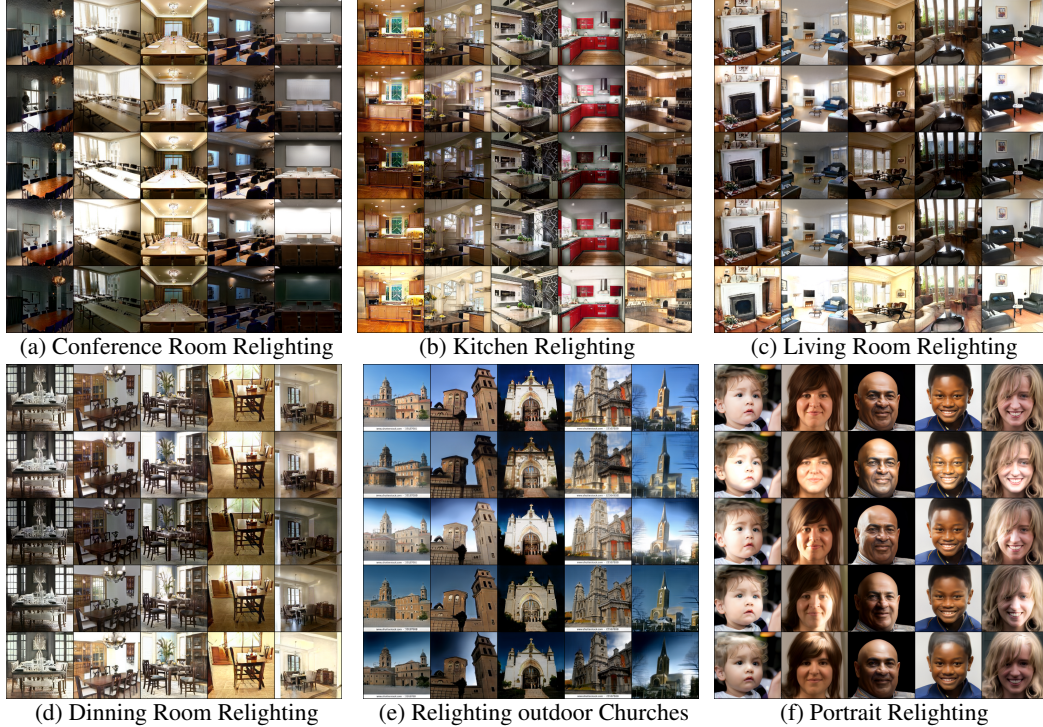 (a) Conference Room Relighting
(b) Kitchen Relighting
(c) Living Room Relighting
(d) Dinning Room Relighting
(e) Relighting outdoor Churches
(f) Portrait Relighting